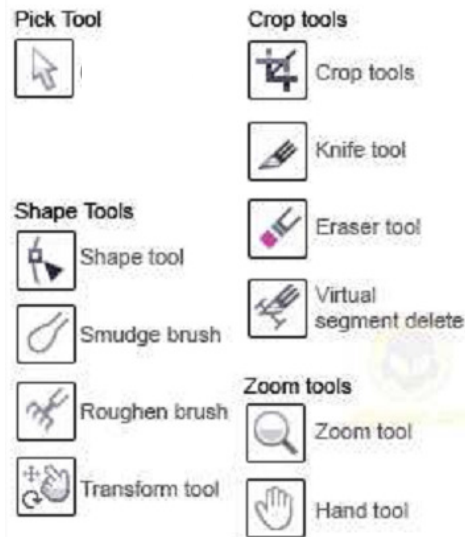 Pick Tool
Shape Tools
Shape tool
Smudge brush
Roughen brush
Transform tool
Crop tools
Crop tools
Knife tool
Eraser tool
Virtual
segment delete
Zoom tools
Zoom tool
Hand tool